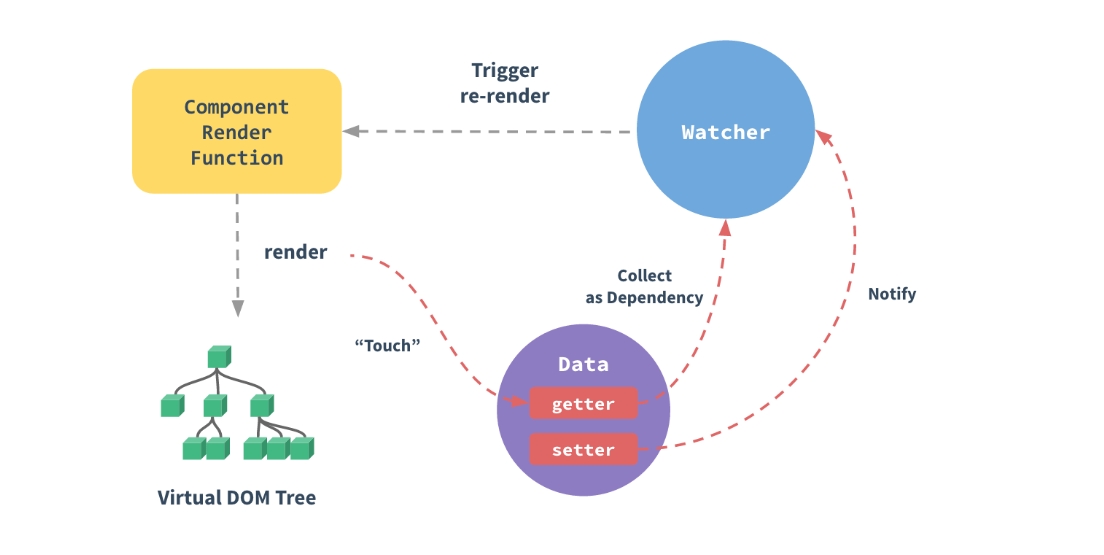 Trigger
re-render
Component
Render
Function
Watcher
render
Collect
as Dependency
Notify
“Touch”
Data
getter
setter
Virtual DOM Tree